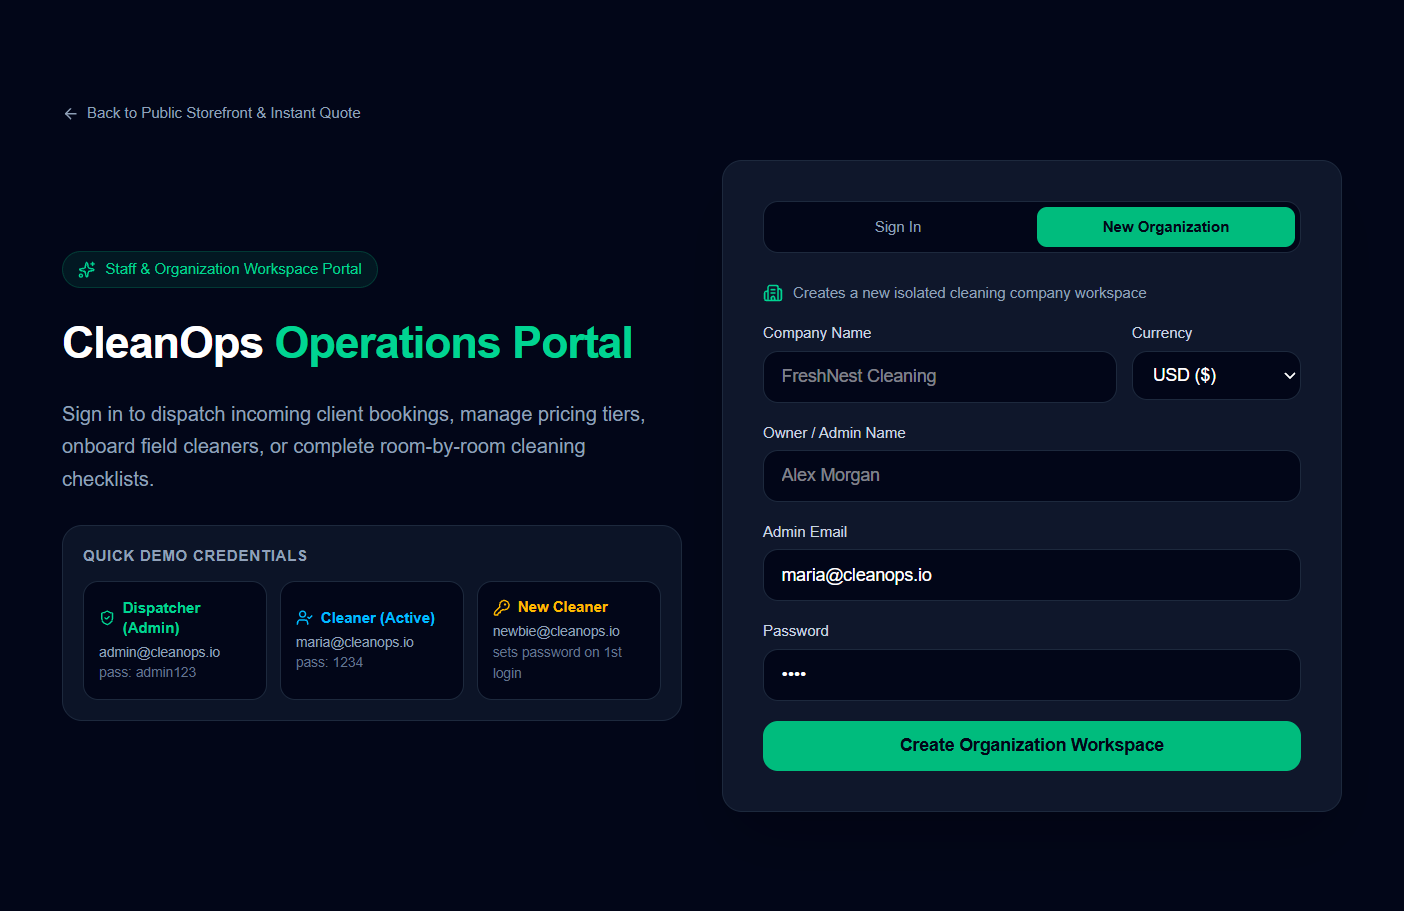 Back to Public Storefront & Instant Quote
Staff & Organization Workspace Portal
CleanOps Operations Portal
Sign in to dispatch incoming client bookings, manage pricing tiers,
onboard field cleaners, or complete room-by-room cleaning
checklists.
QUICK DEMO CREDENTIALS
Dispatcher
(Admin)
admin@cleanops.io
pass: admin123
Cleaner (Active)
maria@cleanops.io
pass: 1234
New Cleaner
newbie@cleanops.io
sets password on 1st
login
Sign In
New Organization
Creates a new isolated cleaning company workspace
Company Name
Currency
FreshNest Cleaning
USD ($)
Owner / Admin Name
Alex Morgan
Admin Email
maria@cleanops.io
Password
••••
Create Organization Workspace